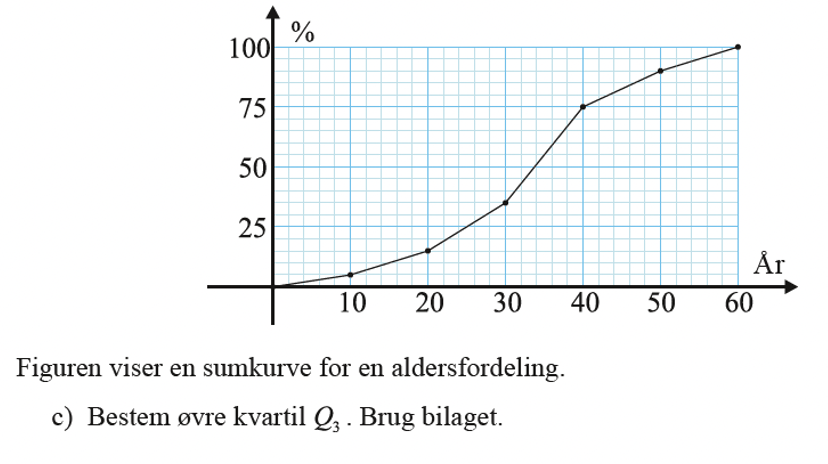 %
100
75
50
25
År
10 20 30 40 50 60
Figuren viser en sumkurve for en aldersfordeling.
c) Bestem øvre kvartil Q₃ . Brug bilaget.